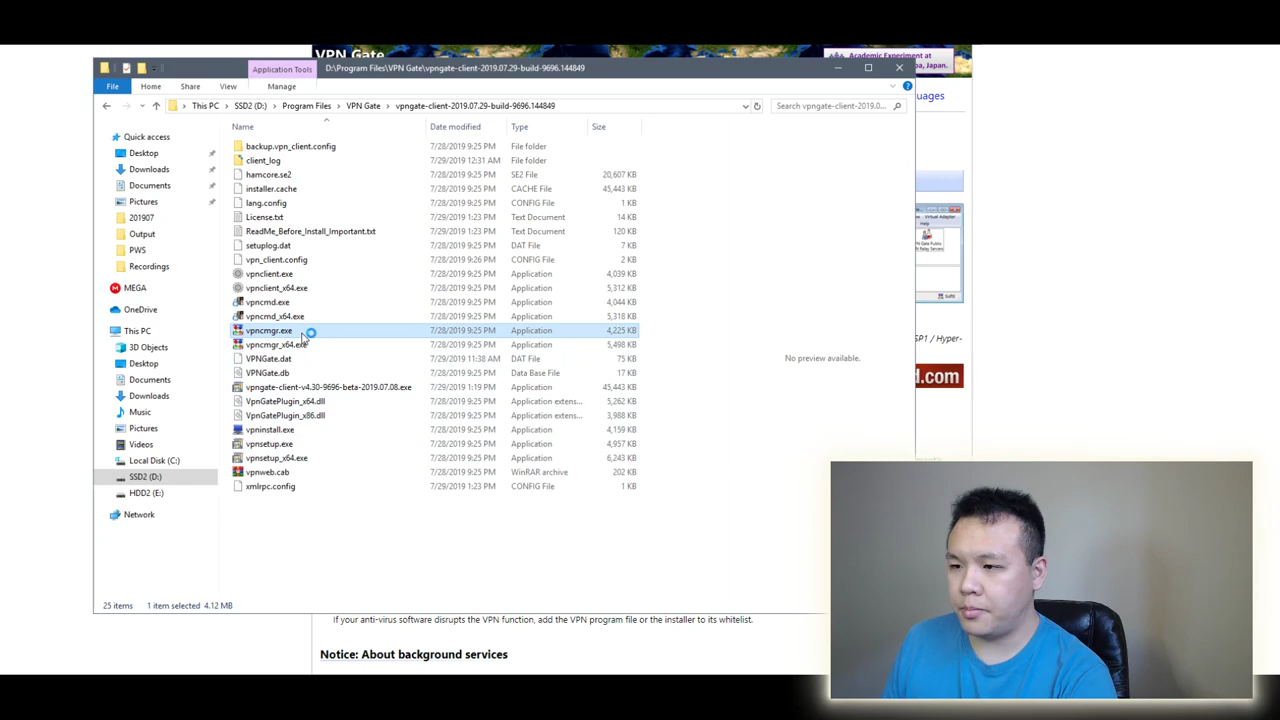 VPN Gate
Academic Experiment at
ba, Japan.
Application Tools
D:\Program Files\VPN Gate\vpngate-client-2019.07.29-build-9696.144849
File Home Share View Manage
This PC SSD2 (D:) Program Files VPN Gate vpngate-client-2019.07.29-build-9696.144849
Search vpngate-client-2019.0...
uages
Name Date modified Type Size
Quick access
Desktop
Downloads
Documents
Pictures
201907
Output
PWS
Recordings
MEGA
OneDrive
This PC
3D Objects
Desktop
Documents
Downloads
Music
Pictures
Videos
Local Disk (C:)
SSD2 (D:)
HDD2 (E:)
Network
backup.vpn_client.config 7/28/2019 9:25 PM File folder
client_log 7/29/2019 12:31 AM File folder
hamcore.se2 7/28/2019 9:25 PM SE2 File 20,607 KB
installer.cache 7/28/2019 9:25 PM CACHE File 45,443 KB
lang.config 7/28/2019 9:25 PM CONFIG File 1 KB
License.txt 7/29/2019 1:23 PM Text Document 14 KB
ReadMe_Before_Install_Important.txt 7/29/2019 1:23 PM Text Document 120 KB
setuplog.dat 7/28/2019 9:25 PM DAT File 7 KB
vpn_client.config 7/28/2019 9:26 PM CONFIG File 2 KB
vpnclient.exe 7/28/2019 9:25 PM Application 4,039 KB
vpnclient_x64.exe 7/28/2019 9:25 PM Application 5,312 KB
vpncmd.exe 7/28/2019 9:25 PM Application 4,044 KB
vpncmd_x64.exe 7/28/2019 9:25 PM Application 5,318 KB
vpncmgr.exe 7/28/2019 9:25 PM Application 4,225 KB
vpncmgr_x64.exe 7/28/2019 9:25 PM Application 5,498 KB
VPNGate.dat 7/29/2019 11:38 AM DAT File 75 KB
VPNGate.db 7/28/2019 9:25 PM Data Base File 17 KB
vpngate-client-v4.30-9696-beta-2019.07.08.exe 7/29/2019 1:19 PM Application 45,443 KB
VpnGatePlugin_x64.dll 7/28/2019 9:25 PM Application extens... 5,262 KB
VpnGatePlugin_x86.dll 7/28/2019 9:25 PM Application extens... 3,988 KB
vpninstall.exe 7/28/2019 9:25 PM Application 4,159 KB
vpnsetup.exe 7/28/2019 9:25 PM Application 4,957 KB
vpnsetup_x64.exe 7/28/2019 9:25 PM Application 6,243 KB
vpnweb.cab 7/28/2019 9:25 PM WinRAR archive 202 KB
xmlrpc.config 7/29/2019 1:23 PM CONFIG File 1 KB
No preview available.
Virtual Adapter
Help
SP1 / Hyper-
d.com
25 items 1 item selected 4.12 MB
If your anti-virus software disrupts the VPN function, add the VPN program file or the installer to its whitelist.
Notice: About background services